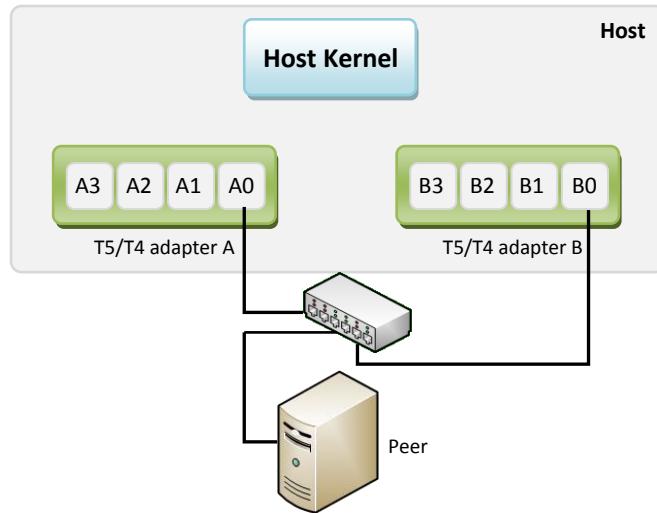 Host
Host Kernel
A3 A2 A1 A0
B3 B2 B1 B0
T5/T4 adapter A
T5/T4 adapter B
Peer